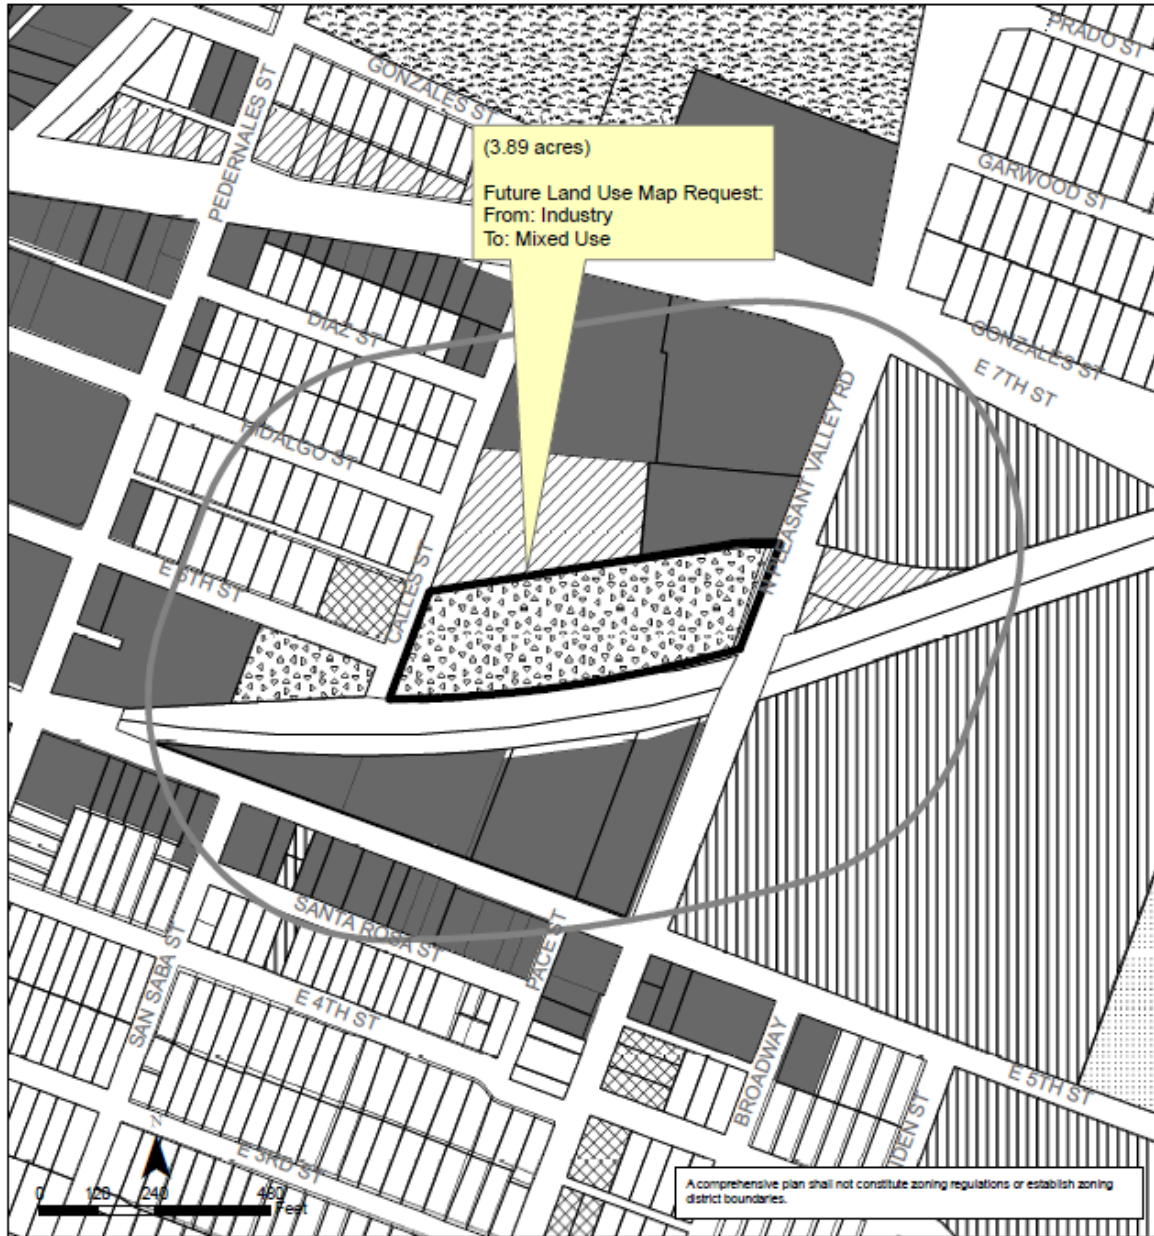 PRADO ST
GONZALES ST
PEDERNALES ST
(3.89 acres)
Future Land Use Map Request:
From: Industry
To: Mixed Use
GARWOOD ST
DIAZ ST
GONZALES ST
E 7TH ST
N PLEASANT VALLEY RD
HIDALGO ST
CALLES ST
E 5TH ST
SANTA ROSA ST
PACE ST
SAN SABA ST
E 4TH ST
BROADWAY
E 5TH ST
E 3RD ST
N
0 120 240 480
Feet
A comprehensive plan shall not constitute zoning regulations or establish zoning
district boundaries.